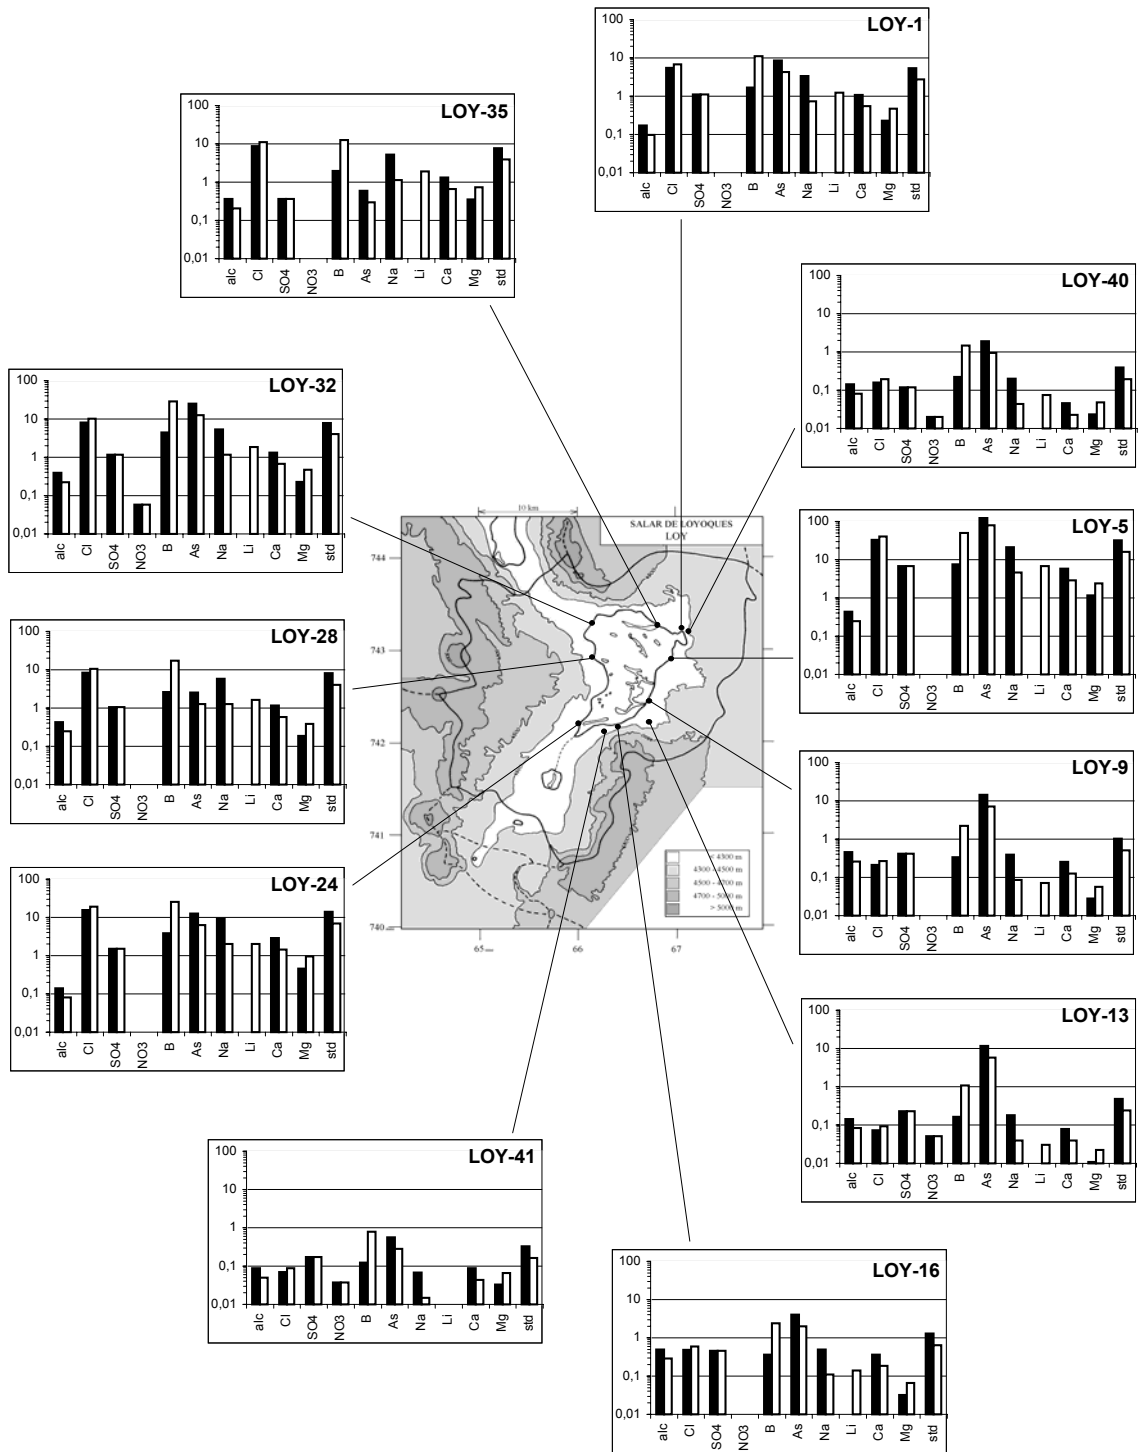 LOY-1
100
10
1
0,1
0,01
alc Cl SO4 NO3 B As Na Li Ca Mg std
LOY-35
100
10
1
0,1
0,01
alc Cl SO4 NO3 B As Na Li Ca Mg std
LOY-40
100
10
1
0,1
0,01
alc Cl SO4 NO3 B As Na Li Ca Mg std
LOY-32
100
10
1
0,1
0,01
alc Cl SO4 NO3 B As Na Li Ca Mg std
LOY-5
100
10
1
0,1
0,01
alc Cl SO4 NO3 B As Na Li Ca Mg std
10 km
SALAR DE LOYOQUES
LOY
744
743
742
741
740
65
66
67
< 4300 m
4300 - 4500 m
4500 - 4700 m
4700 - 5000 m
> 5000 m
LOY-28
100
10
1
0,1
0,01
alc Cl SO4 NO3 B As Na Li Ca Mg std
LOY-9
100
10
1
0,1
0,01
alc Cl SO4 NO3 B As Na Li Ca Mg std
LOY-24
100
10
1
0,1
0,01
alc Cl SO4 NO3 B As Na Li Ca Mg std
LOY-13
100
10
1
0,1
0,01
alc Cl SO4 NO3 B As Na Li Ca Mg std
LOY-41
100
10
1
0,1
0,01
alc Cl SO4 NO3 B As Na Li Ca Mg std
LOY-16
100
10
1
0,1
0,01
alc Cl SO4 NO3 B As Na Li Ca Mg std